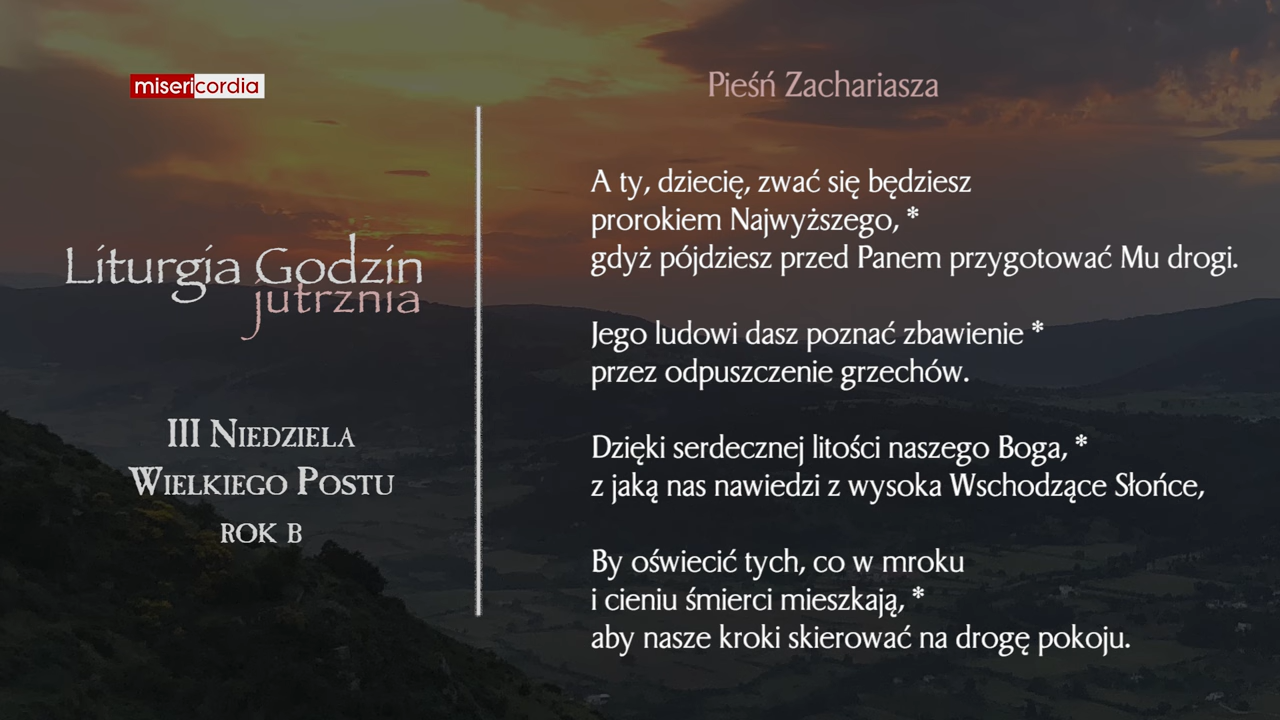 misericordia
Liturgia Godzin
jutrznia
III Niedziela
Wielkiego Postu
rok B
Pieśń Zachariasza
A ty, dziecię, zwać się będziesz
prorokiem Najwyższego, *
gdyż pójdziesz przed Panem przygotować Mu drogi.
Jego ludowi dasz poznać zbawienie *
przez odpuszczenie grzechów.
Dzięki serdecznej litości naszego Boga, *
z jaką nas nawiedzi z wysoka Wschodzące Słońce,
By oświecić tych, co w mroku
i cieniu śmierci mieszkają, *
aby nasze kroki skierować na drogę pokoju.